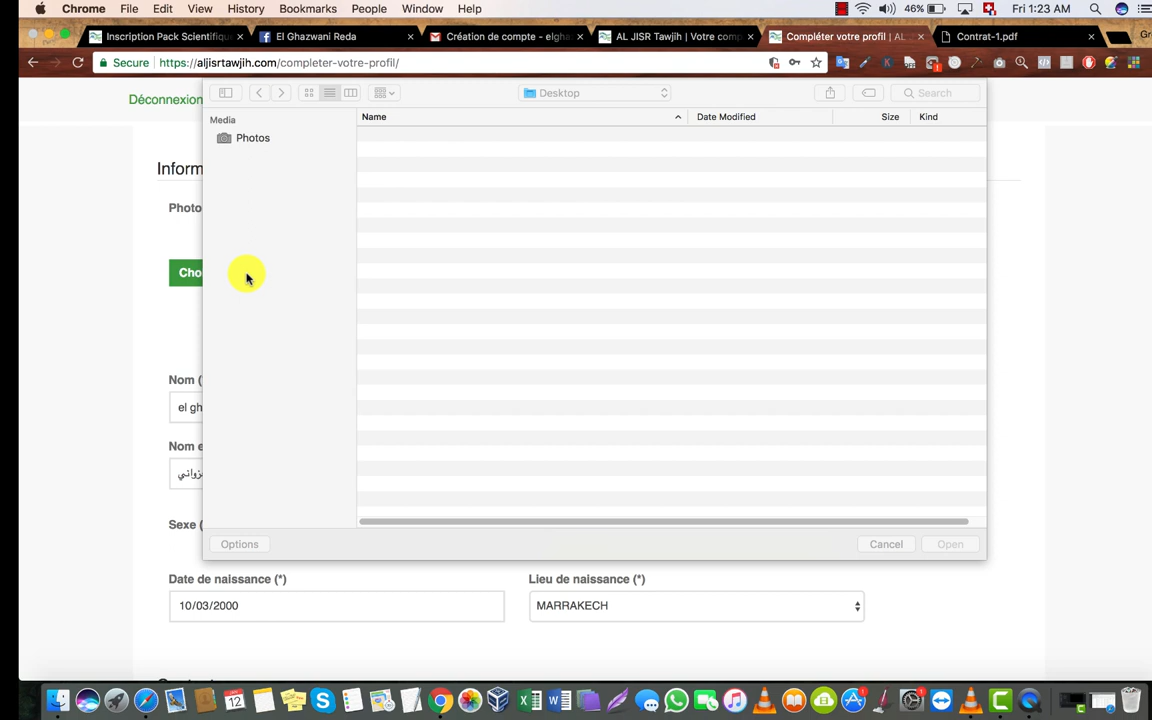 Chrome File Edit View History Bookmarks People Window Help 46% Fri 1:23 AM
Inscription Pack Scientifiqu El Ghazwani Reda Création de compte - elgha AL JISR Tawjih | Votre comp Compléter votre profil | AL Contrat-1.pdf Gr
Secure https://aljisrtawjih.com/completer-votre-profil/
Déconnexion Desktop Search
Media Name Date Modified Size Kind
Photos
Inform
Photo
Cho
Nom (
el gh
Nom e
Sexe (
Options Cancel Open
Date de naissance (*) Lieu de naissance (*)
10/03/2000 MARRAKECH